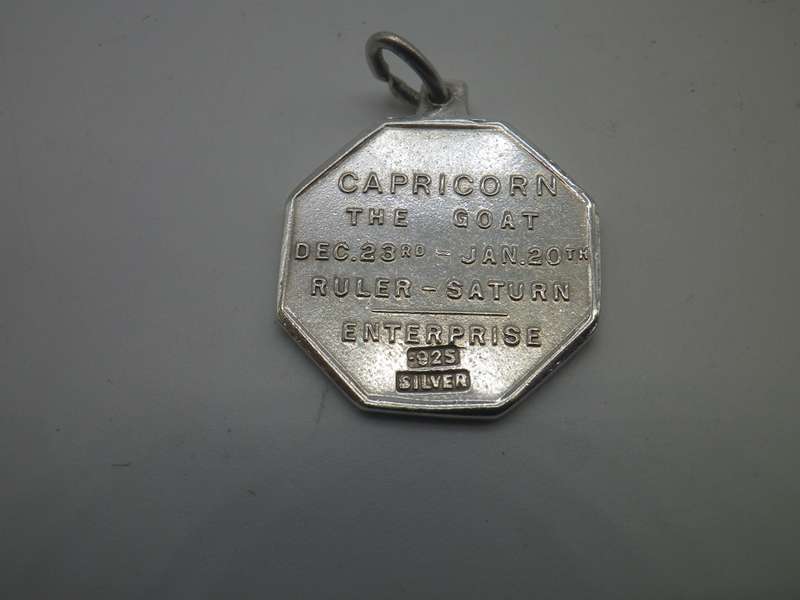 CAPRICORN
THE GOAT
DEC.23RD - JAN.20TH
RULER - SATURN
ENTERPRISE
.925
SILVER